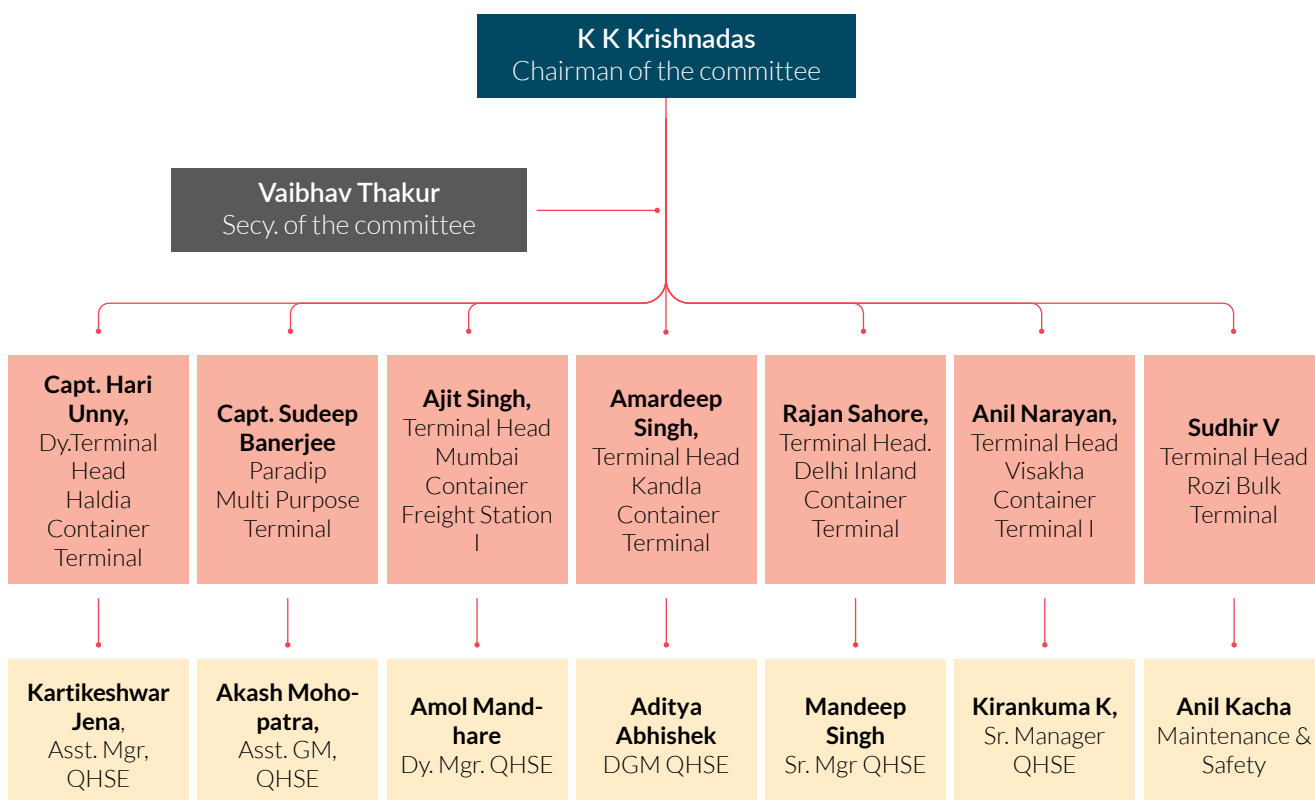 K K Krishnadas
Chairman of the committee
Vaibhav Thakur
Secy. of the committee
Capt. Hari
Unny,
Dy.Terminal
Head
Haldia
Container
Terminal
Capt. Sudeep
Banerjee
Paradip
Multi Purpose
Terminal
Ajit Singh,
Terminal Head
Mumbai
Container
Freight Station
I
Amardeep
Singh,
Terminal Head
Kandla
Container
Terminal
Rajan Sahore,
Terminal Head.
Delhi Inland
Container
Terminal
Anil Narayan,
Terminal Head
Visakha
Container
Terminal I
Sudhir V
Terminal Head
Rozi Bulk
Terminal
Kartikeshwar
Jena,
Asst. Mgr,
QHSE
Akash Moho-
patra,
Asst. GM,
QHSE
Amol Mand-
hare
Dy. Mgr. QHSE
Aditya
Abhishek
DGM QHSE
Mandeep
Singh
Sr. Mgr QHSE
Kirankuma K,
Sr. Manager
QHSE
Anil Kacha
Maintenance &
Safety